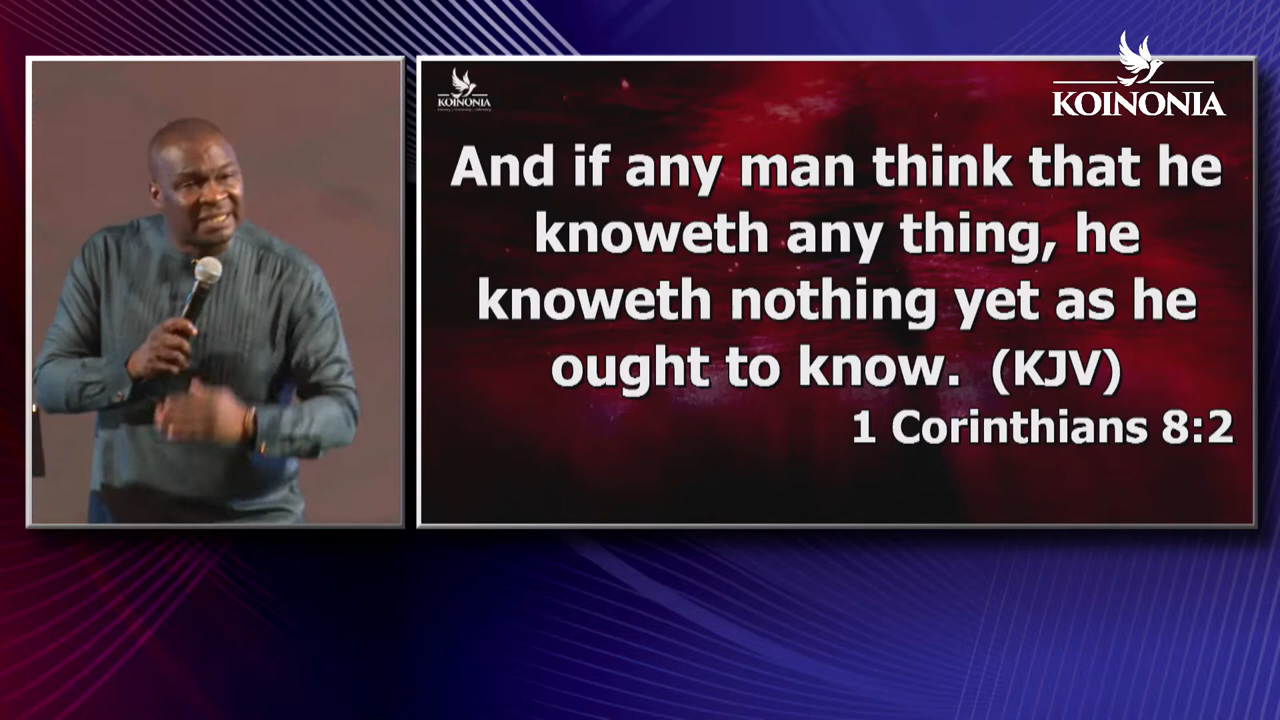 KOINONIA
KOINONIA
And if any man think that he
knoweth any thing, he
knoweth nothing yet as he
ought to know. (KJV)
1 Corinthians 8:2